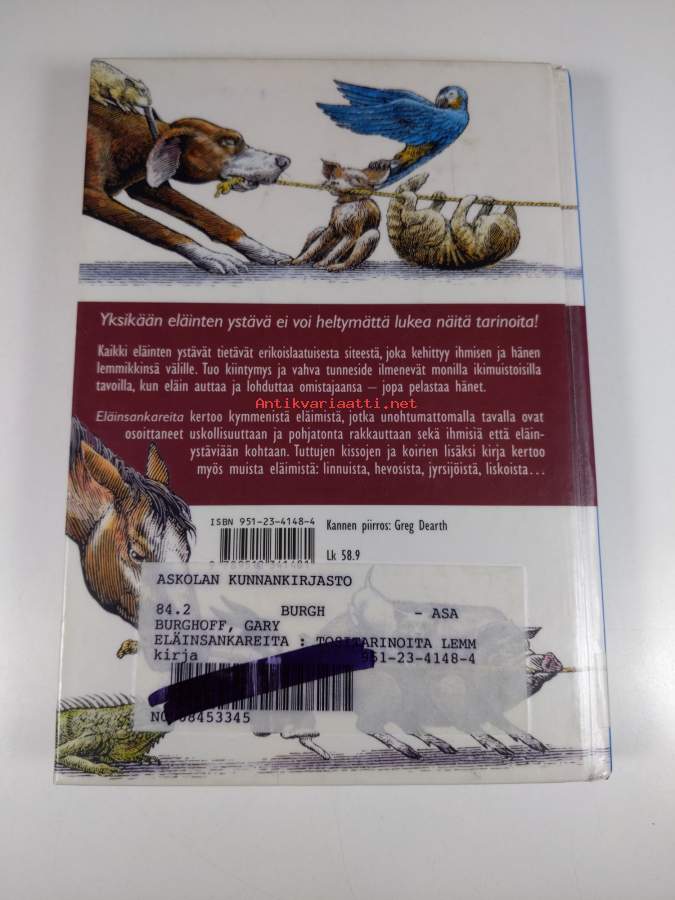 Yksikään eläinten ystävä ei voi heltymättä lukea näitä tarinoita!
Kaikki eläinten ystävät tietävät erikoislaatuisesta siteestä, joka kehittyy ihmisen ja hänen
lemmikkinsä välille. Tuo kiintymys ja vahva tunneside ilmenevät monilla ikimuistoisilla
tavoilla, kun eläin auttaa ja lohduttaa omistajaansa – jopa pelastaa hänet.
Antikvariaatti.net
Eläinsankareita kertoo kymmenistä eläimistä, jotka unohtumattomalla tavalla ovat
osoittaneet uskollisuuttaan ja pohjatonta rakkauttaan sekä ihmisiä että eläin-
ystäviään kohtaan. Tuttujen kissojen ja koirien lisäksi kirja kertoo
myös muista eläimistä: linnuista, hevosista, jyrsijöistä, liskoista...
ISBN 951-23-4148-4
Kannen piirros: Greg Dearth
Lk 58.9
ASKOLAN KUNNANKIRJASTO
84.2 BURGH - ASA
BURGHOFF, GARY
ELÄINSANKAREITA : TOSITARINOITA LEMM
kirja 951-23-4148-4